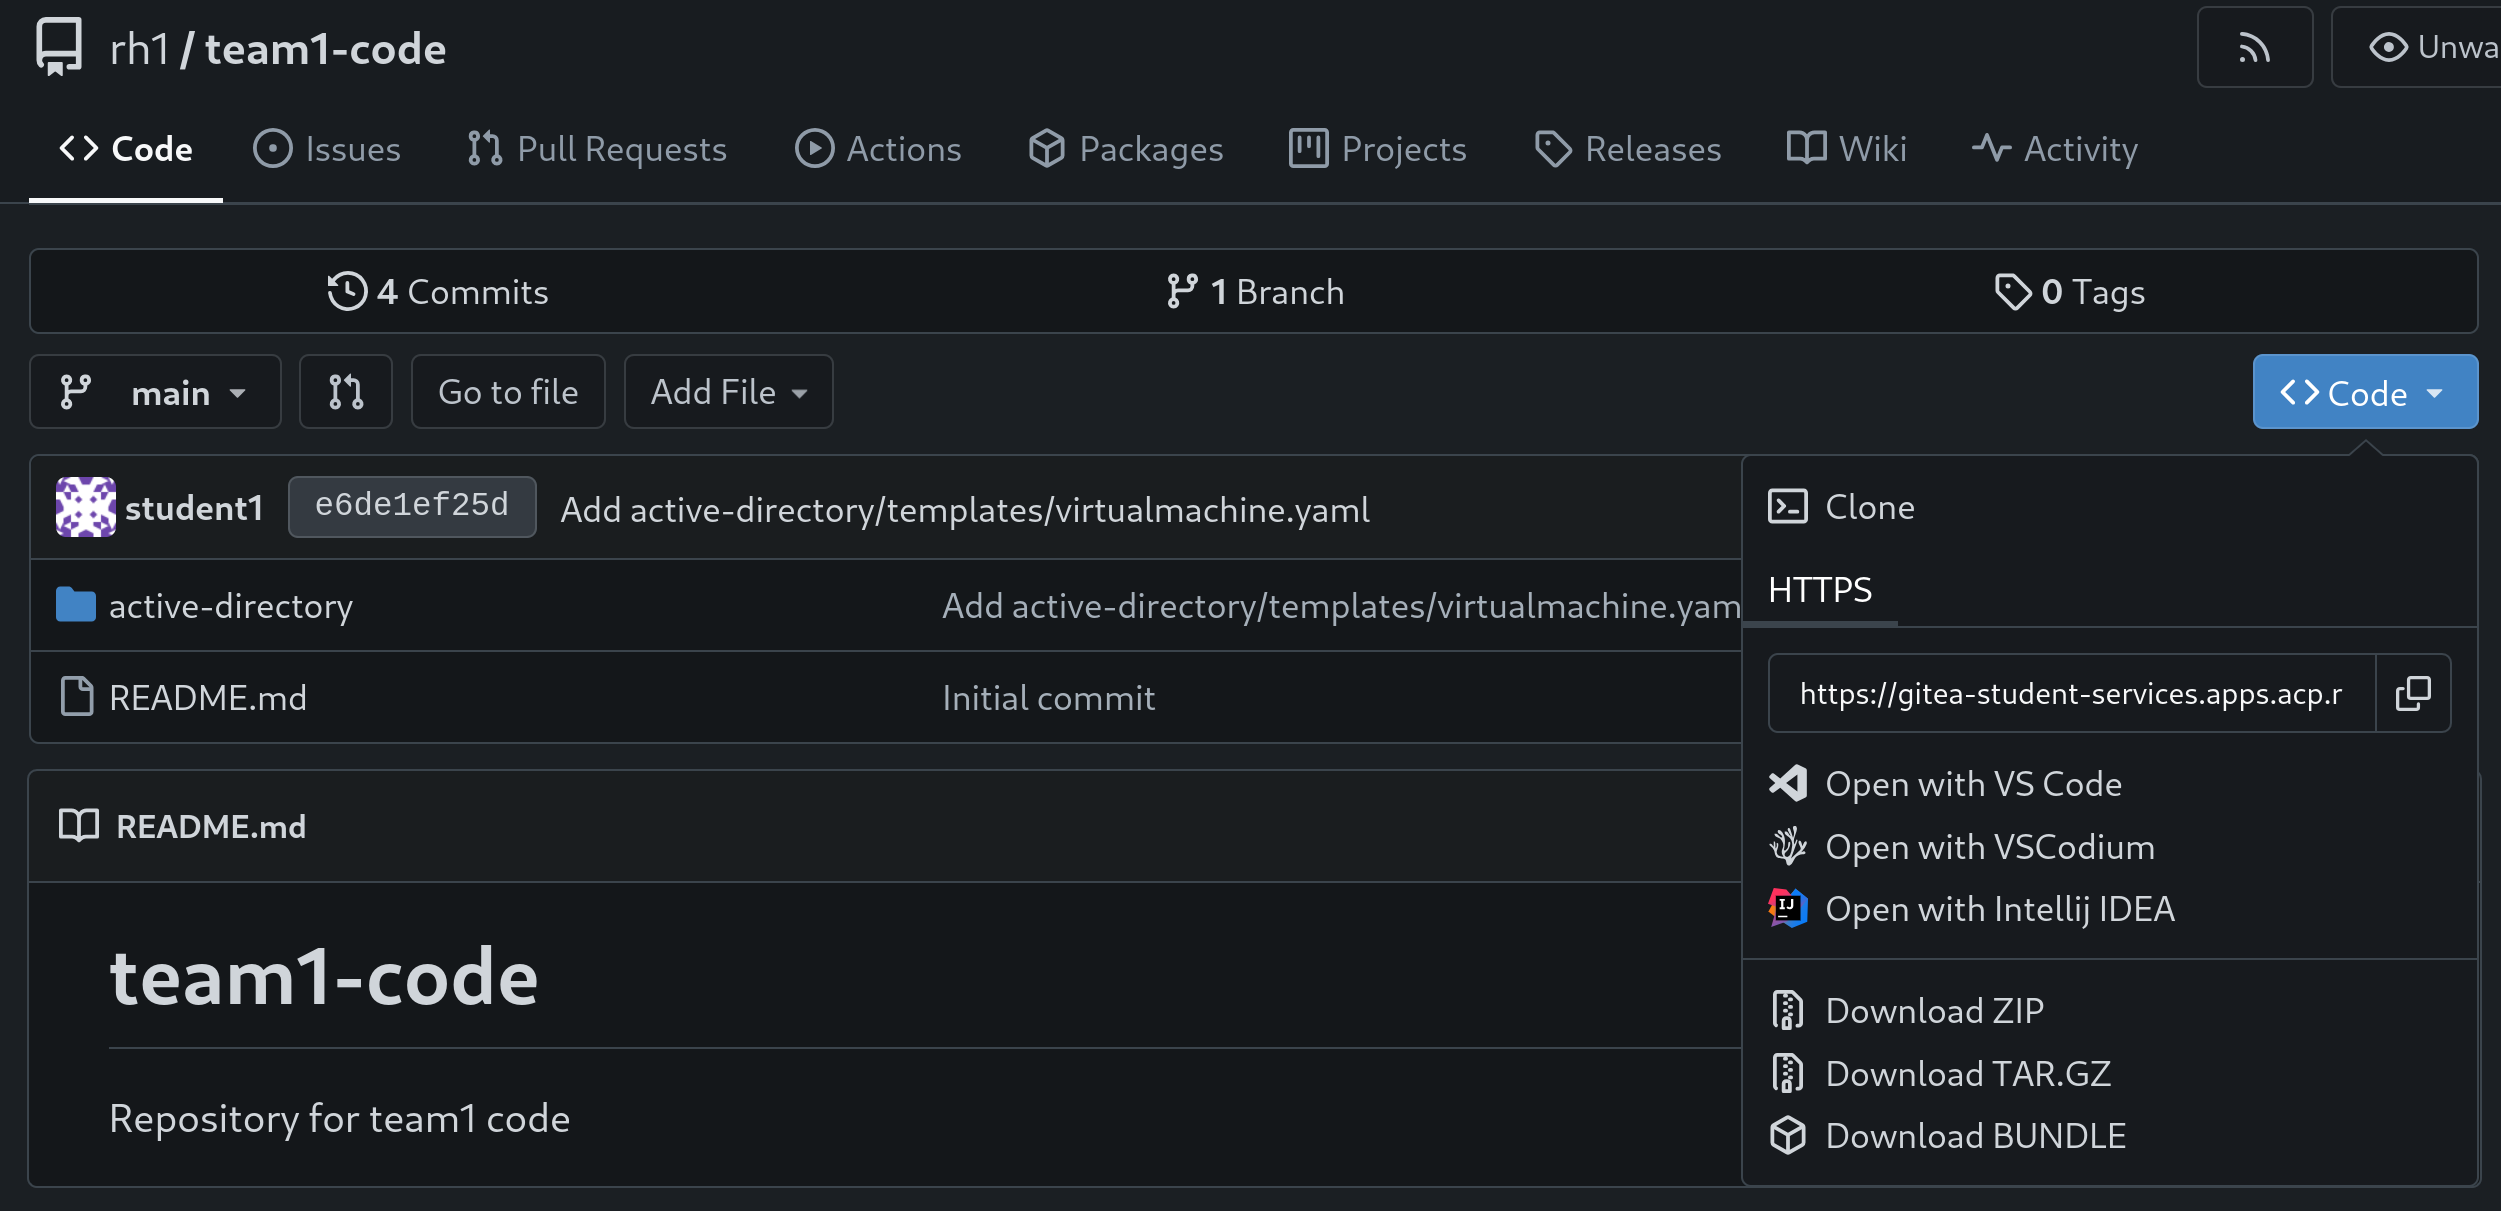 rh1 / team1-code
Unwa
Code Issues Pull Requests Actions Packages Projects Releases Wiki Activity
4 Commits 1 Branch 0 Tags
main Go to file Add File Code
student1 e6de1ef25d Add active-directory/templates/virtualmachine.yaml
active-directory Add active-directory/templates/virtualmachine.yam
README.md Initial commit
Clone
HTTPS
https://gitea-student-services.apps.acp.r
Open with VS Code
Open with VSCodium
Open with Intellij IDEA
Download ZIP
Download TAR.GZ
Download BUNDLE
README.md
team1-code
Repository for team1 code